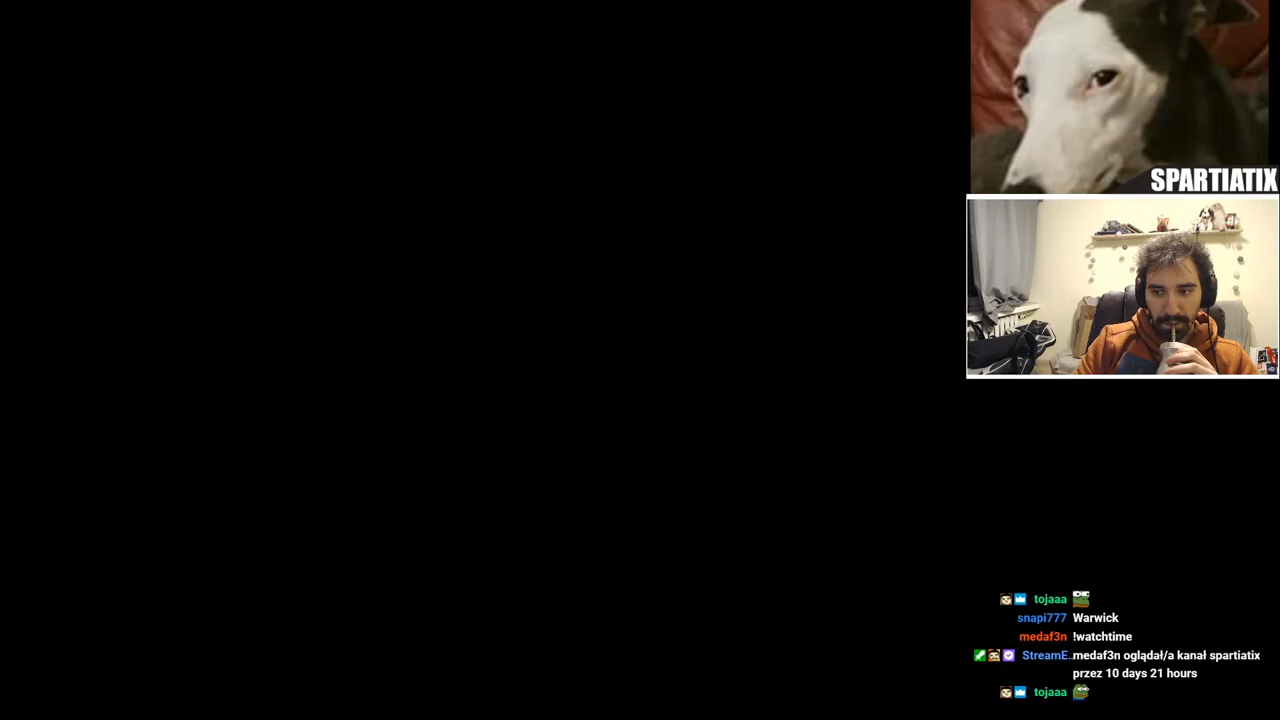 SPARTIATIX
tojaaa
snapi777 Warwick
medaf3n !watchtime
StreamE... medaf3n oglądał/a kanał spartiatix
przez 10 days 21 hours
tojaaa